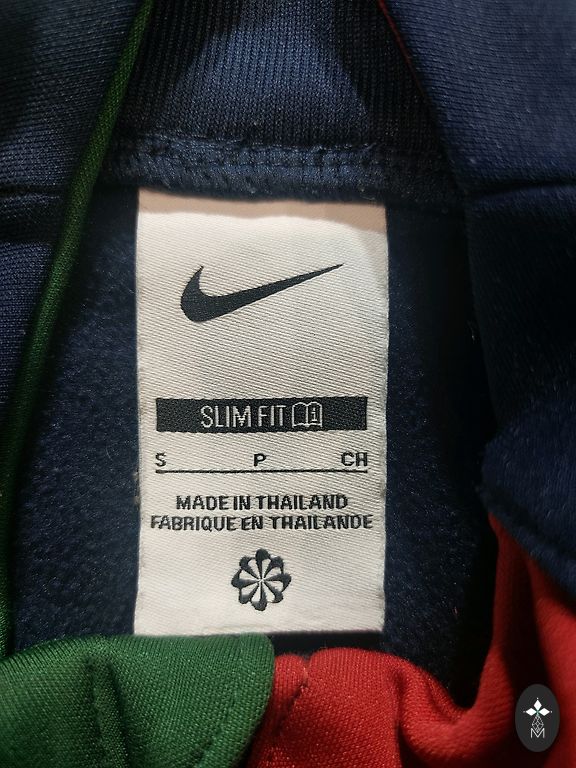 SLIM FIT
S P CH
MADE IN THAILAND
FABRIQUE EN THAILANDE
M